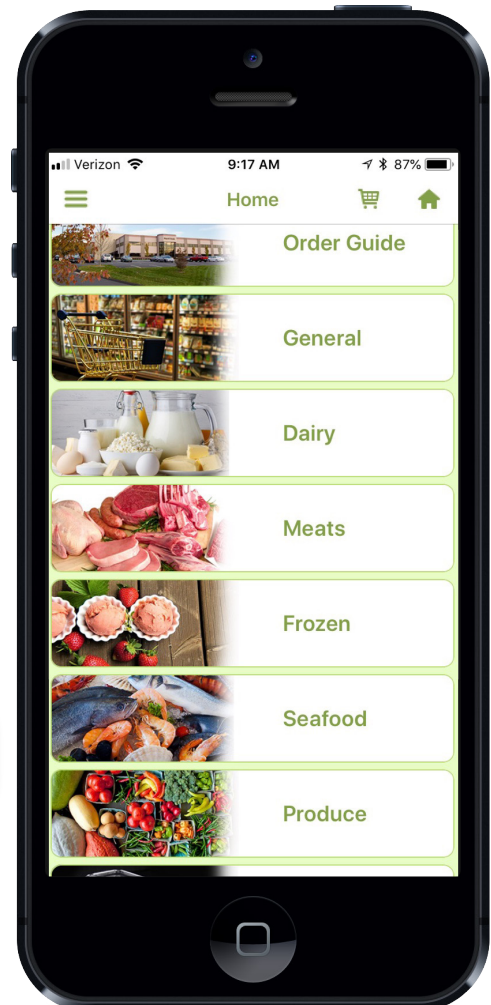 Verizon 9:17 AM 87%
Home
Order Guide
General
Dairy
Meats
Frozen
Seafood
Produce